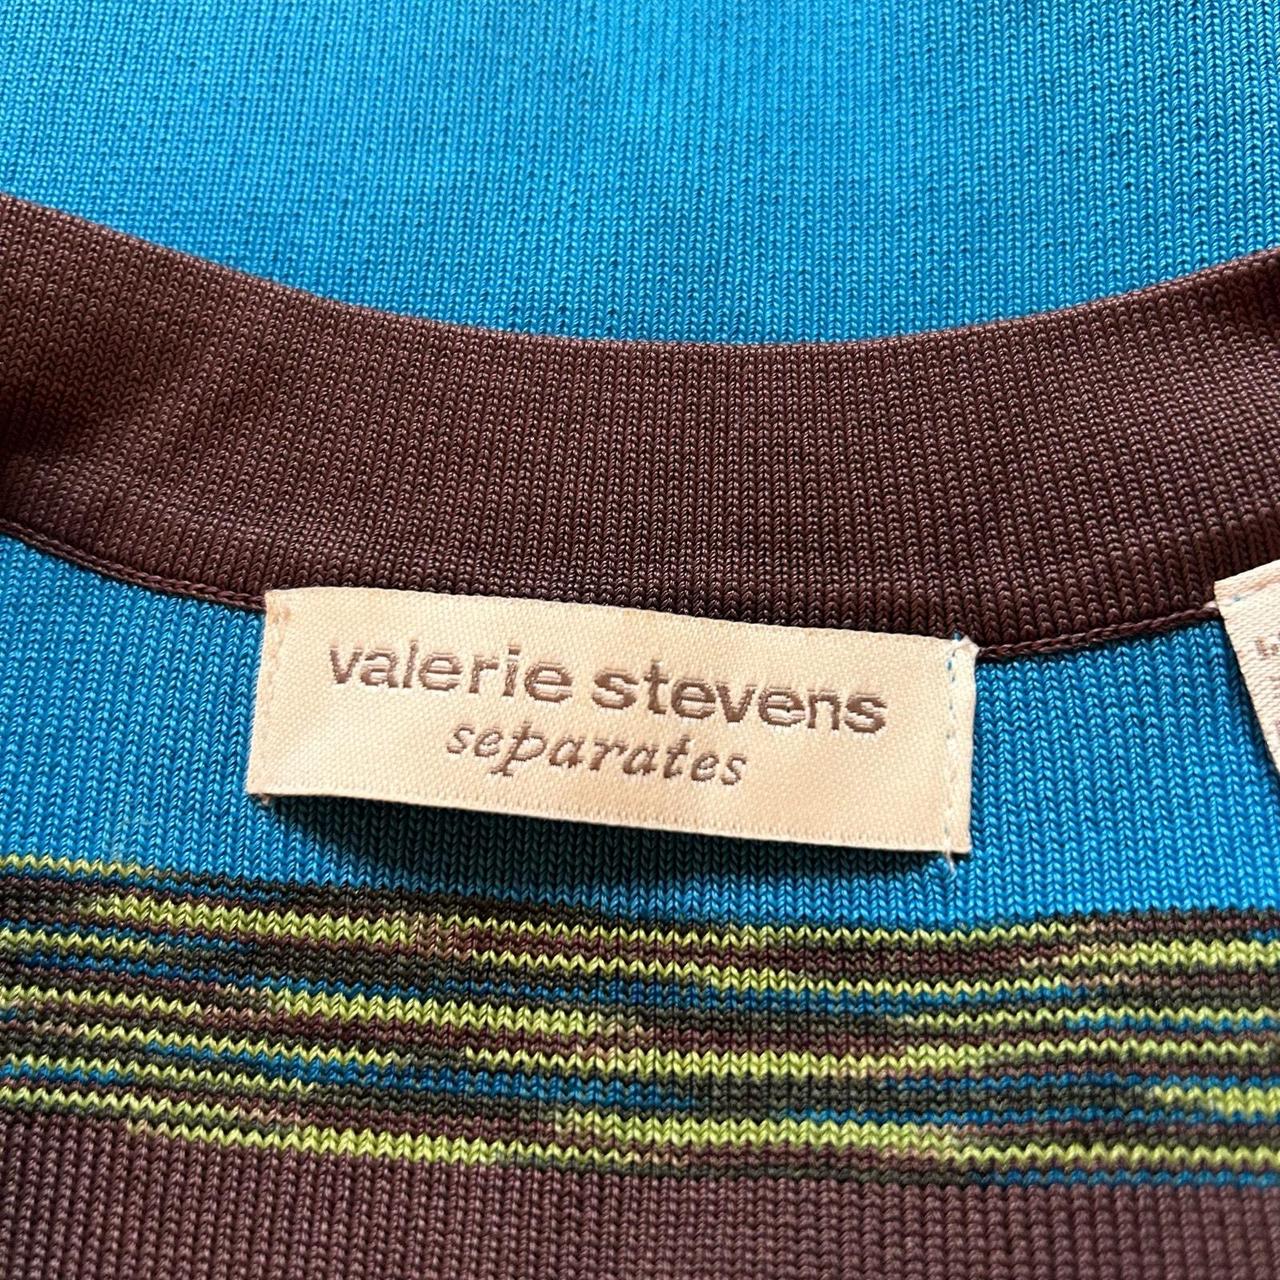 valerie stevens
separates